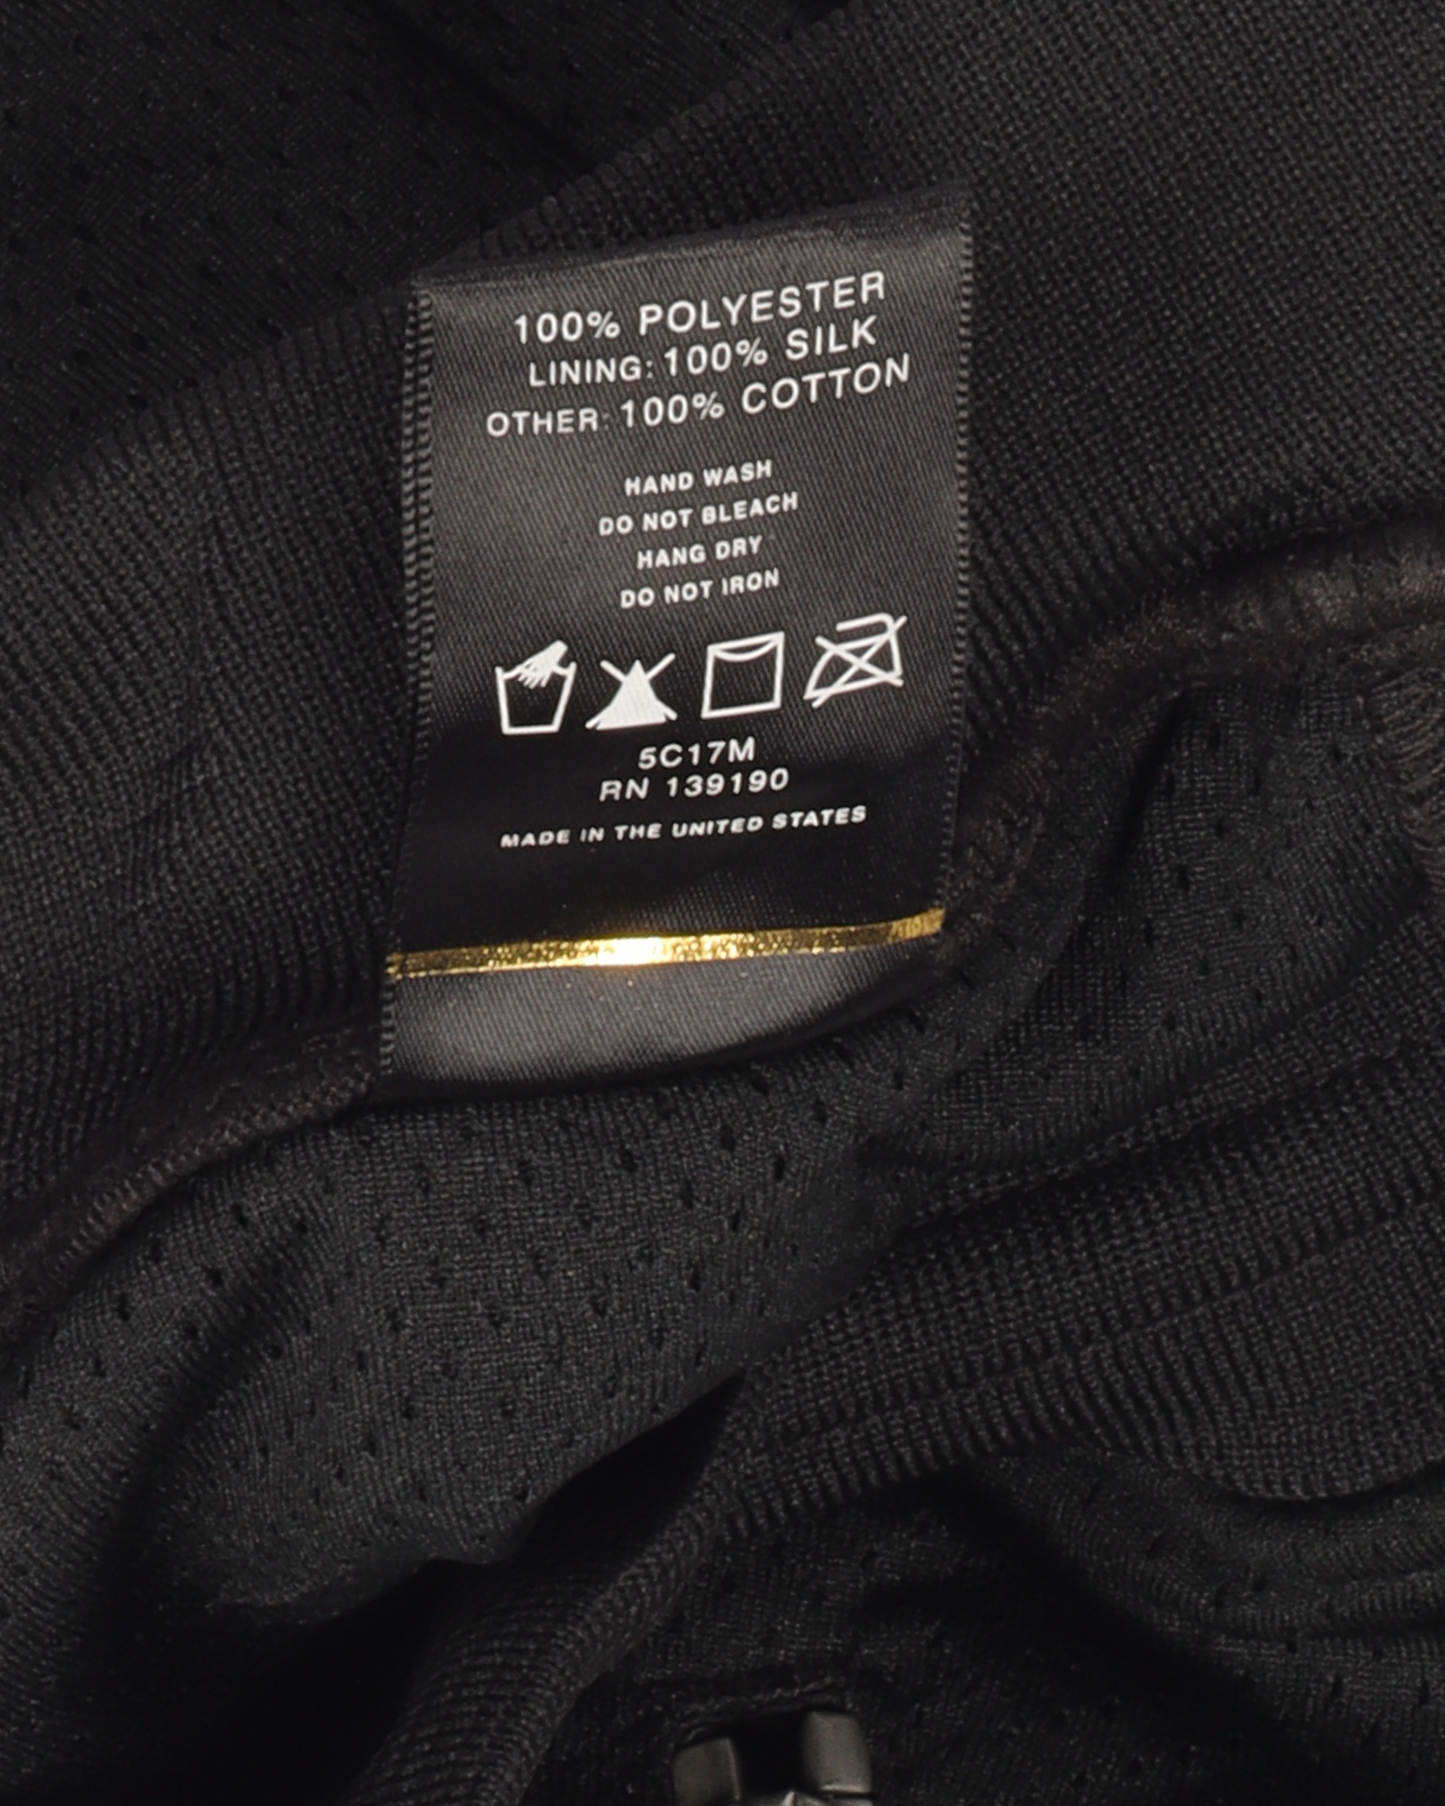 100% POLYESTER
LINING: 100% SILK
OTHER: 100% COTTON
HAND WASH
DO NOT BLEACH
HANG DRY
DO NOT IRON
5C17M
RN 139190
MADE IN THE UNITED STATES